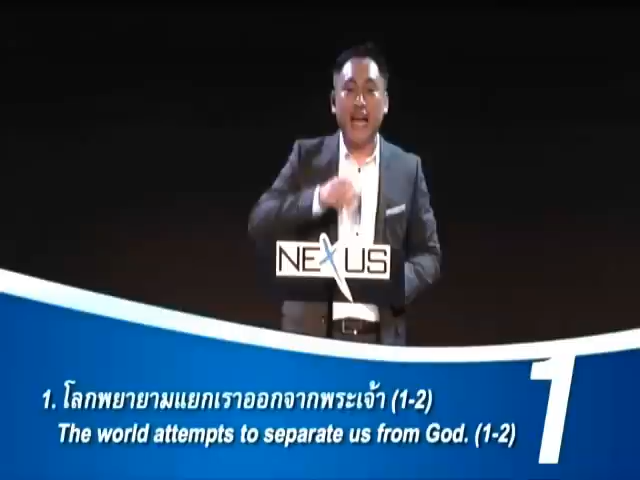 NEXUS
1. โลกพยายามแยกเราออกจากพระเจ้า (1-2)
The world attempts to separate us from God. (1-2)
1